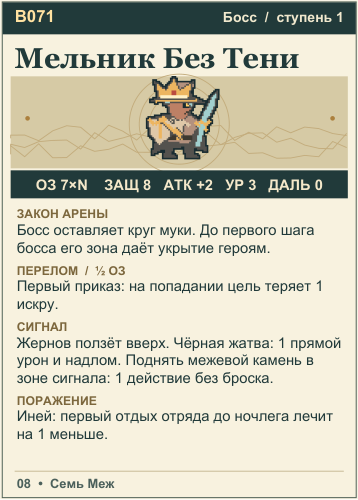 B071
Босс / ступень 1
Мельник Без Тени
ОЗ 7×N ЗАЩ 8 АТК +2 УР 3 ДАЛЬ 0
ЗАКОН АРЕНЫ
Босс оставляет круг муки. До первого шага
босса его зона даёт укрытие героям.
ПЕРЕЛОМ / ½ ОЗ
Первый приказ: на попадании цель теряет 1
искру.
СИГНАЛ
Жернов ползёт вверх. Чёрная жатва: 1 прямой
урон и надлом. Поднять межевой камень в
зоне сигнала: 1 действие без броска.
ПОРАЖЕНИЕ
Иней: первый отдых отряда до ночлега лечит
на 1 меньше.
08 • Семь Меж